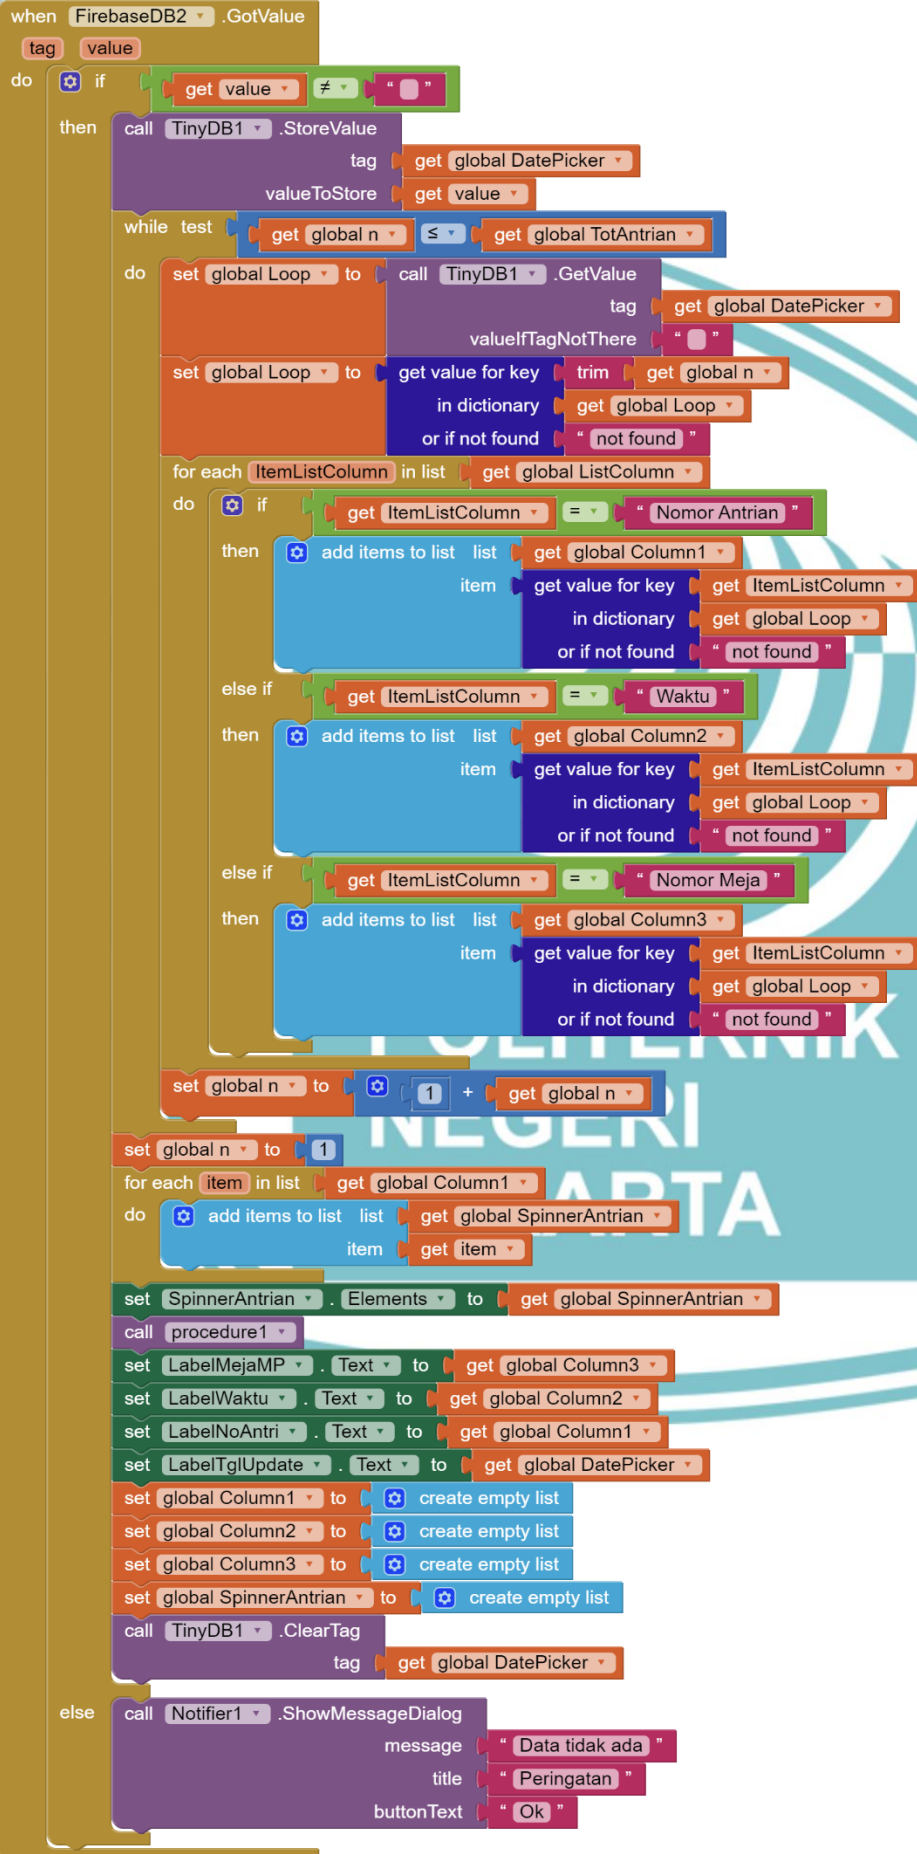 when FirebaseDB2 .GotValue
tag value
do if get value ≠ " "
then call TinyDB1 .StoreValue
tag get global DatePicker
valueToStore get value
while test get global n ≤ get global TotAntrian
do set global Loop to call TinyDB1 .GetValue
tag get global DatePicker
valueIfTagNotThere " "
set global Loop to get value for key trim get global n
in dictionary get global Loop
or if not found " not found "
for each ItemListColumn in list get global ListColumn
do if get ItemListColumn = " Nomor Antrian "
then add items to list list get global Column1
item get value for key get ItemListColumn
in dictionary get global Loop
or if not found " not found "
else if get ItemListColumn = " Waktu "
then add items to list list get global Column2
item get value for key get ItemListColumn
in dictionary get global Loop
or if not found " not found "
else if get ItemListColumn = " Nomor Meja "
then add items to list list get global Column3
item get value for key get ItemListColumn
in dictionary get global Loop
or if not found " not found "
set global n to 1 + get global n
NEGERI
set global n to 1
for each item in list get global Column1
do add items to list list get global SpinnerAntrian
item get item
set SpinnerAntrian . Elements to get global SpinnerAntrian
call procedure1
set LabelMejaMP . Text to get global Column3
set LabelWaktu . Text to get global Column2
set LabelNoAntri . Text to get global Column1
set LabelTglUpdate . Text to get global DatePicker
set global Column1 to create empty list
set global Column2 to create empty list
set global Column3 to create empty list
set global SpinnerAntrian to create empty list
call TinyDB1 .ClearTag
tag get global DatePicker
else call Notifier1 .ShowMessageDialog
message " Data tidak ada "
title " Peringatan "
buttonText " Ok "